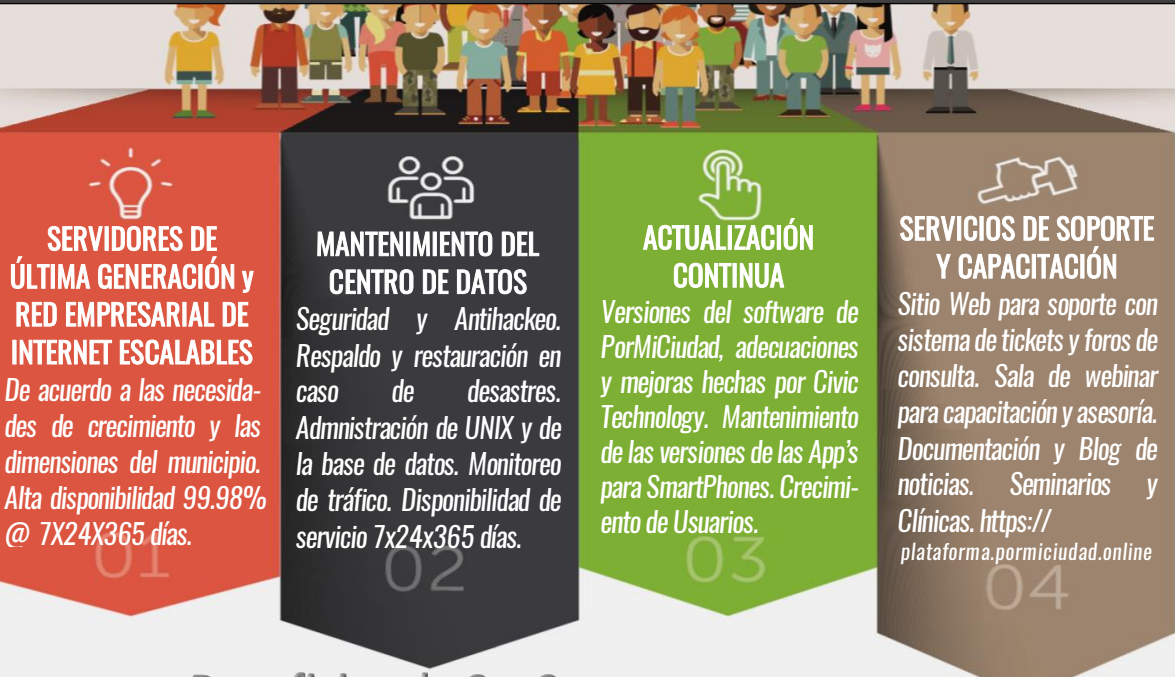 SERVIDORES DE
ÚLTIMA GENERACIÓN y
RED EMPRESARIAL DE
INTERNET ESCALABLES
De acuerdo a las necesida-
des de crecimiento y las
dimensiones del municipio.
Alta disponibilidad 99.98%
@ 7X24X365 días.
01
MANTENIMIENTO DEL
CENTRO DE DATOS
Seguridad y Antihackeo.
Respaldo y restauración en
caso de desastres.
Admnistración de UNIX y de
la base de datos. Monitoreo
de tráfico. Disponibilidad de
servicio 7x24x365 días.
02
ACTUALIZACIÓN
CONTINUA
Versiones del software de
PorMiCiudad, adecuaciones
y mejoras hechas por Civic
Technology. Mantenimiento
de las versiones de las App's
para SmartPhones. Crecimi-
ento de Usuarios.
03
SERVICIOS DE SOPORTE
Y CAPACITACIÓN
Sitio Web para soporte con
sistema de tickets y foros de
consulta. Sala de webinar
para capacitación y asesoría.
Documentación y Blog de
noticias. Seminarios y
Clínicas. https://
plataforma.pormiciudad.online
04